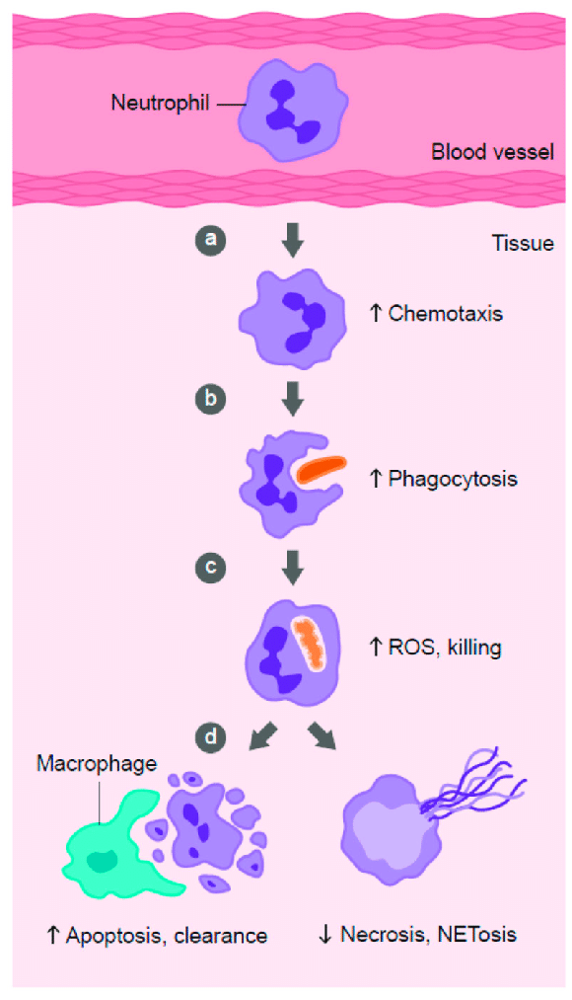 Neutrophil
Blood vessel
a
Tissue
↑ Chemotaxis
b
↑ Phagocytosis
c
↑ ROS, killing
d
Macrophage
↑ Apoptosis, clearance
↓ Necrosis, NETosis